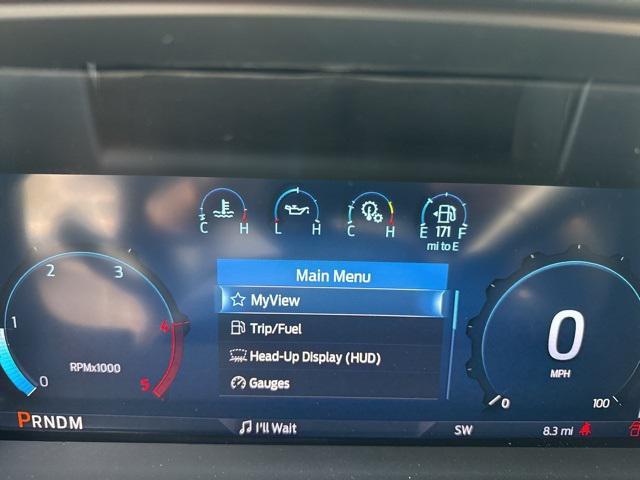 C H L H C H E 171 F
mi to E
Main Menu
MyView
Trip/Fuel
Head-Up Display (HUD)
Gauges
0 1 2 3 4 5
RPMx1000
0
MPH
0 100
PRNDM
I'll Wait
SW
8.3 mi